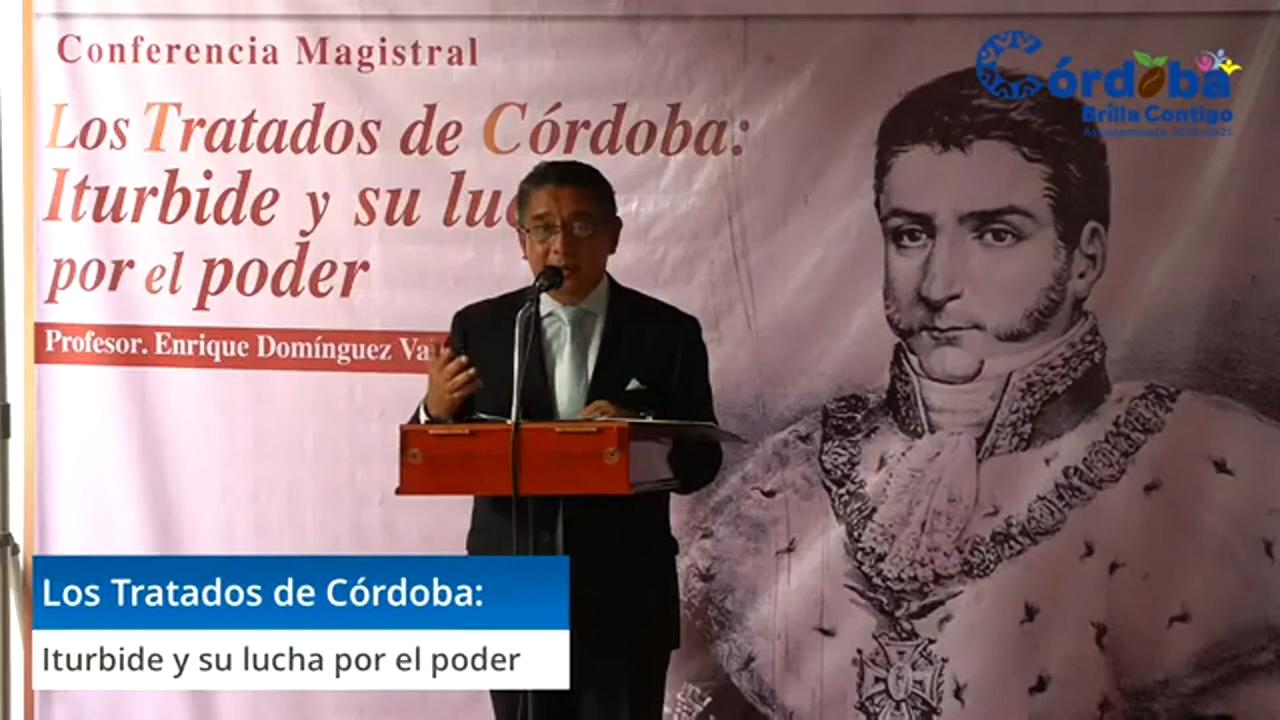 Conferencia Magistral
Los Tratados de Córdoba:
Iturbide y su
por el poder
Profesor. Enrique Domínguez
Córdoba
Brilla Contigo
Los Tratados de Córdoba:
Iturbide y su lucha por el poder